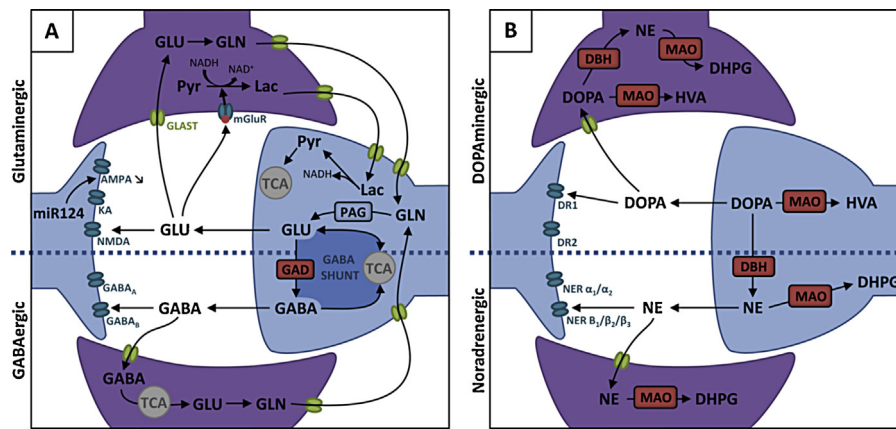 A
Glutaminergic
GLU
GLN
NADH
NAD⁺
Pyr
Lac
GLAST
mGluR
AMPA
miR124
KA
NMDA
GLU
Pyr
TCA
NADH
Lac
PAG
GLN
GLU
GAD
GABA
SHUNT
TCA
GABAergic
GABA_A
GABA_B
GABA
GABA
GABA
TCA
GLU
GLN
B
DOPAminergic
NE
DBH
MAO
DHPG
DOPA
MAO
HVA
DR1
DR2
DOPA
DOPA
MAO
HVA
DBH
Noradrenergic
NER α₁/α₂
NER B₁/β₂/β₃
NE
NE
MAO
DHPG
NE
MAO
DHPG